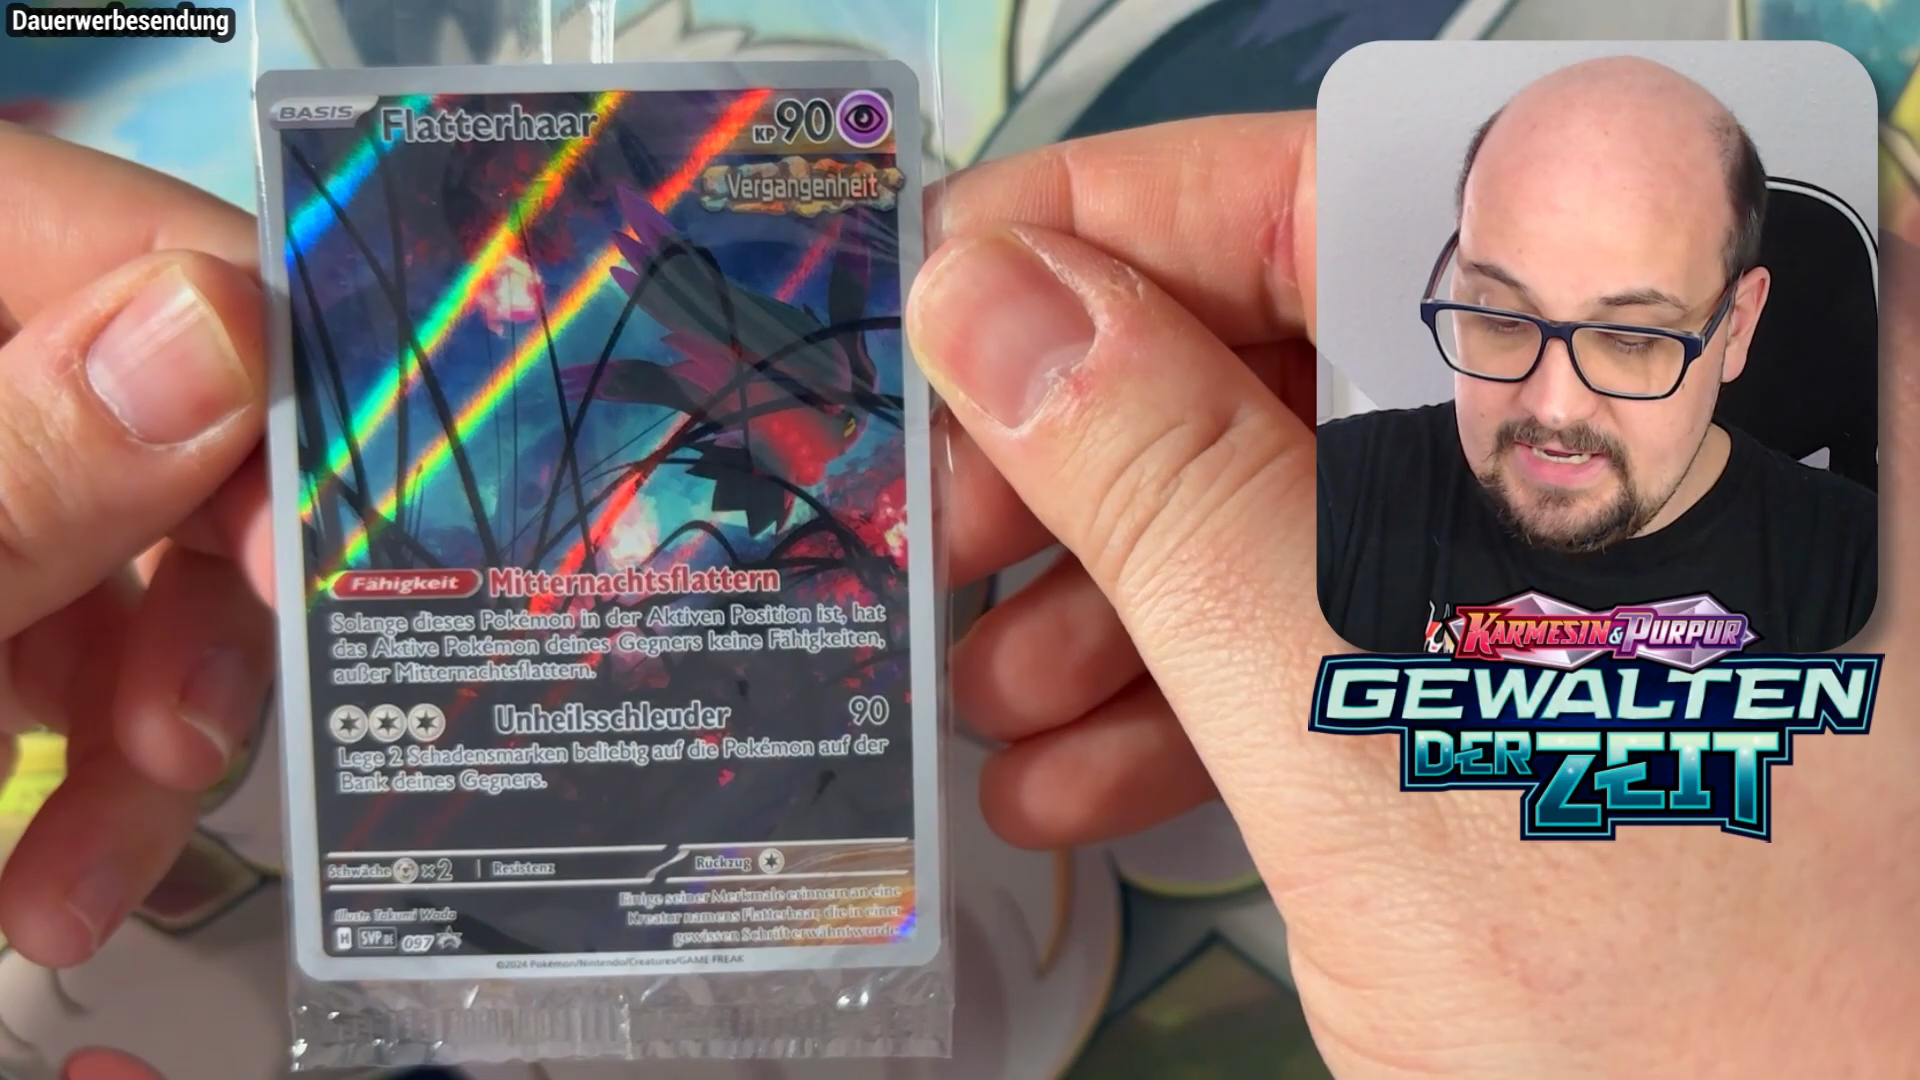 Dauerwerbesendung
BASIS Flatterhaar KP 90
Vergangenheit
Fähigkeit Mitternachtsflattern
Solange dieses Pokémon in der Aktiven Position ist, hat
das Aktive Pokémon deines Gegners keine Fähigkeiten,
außer Mitternachtsflattern.
Unheilsschleuder 90
Lege 2 Schadensmarken beliebig auf die Pokémon auf der
Bank deines Gegners.
Schwäche ×2 Resistenz Rückzug
Einige seiner Merkmale erinnern an eine
Kreatur namens Flatterhaar, die in einer
gewissen Schrift erwähnt wurde.
Illustr. Takumi Wada
H SVP DE 097
©2024 Pokémon/Nintendo/Creatures/GAME FREAK
KARMESIN & PURPUR
GEWALTEN
DER ZEIT